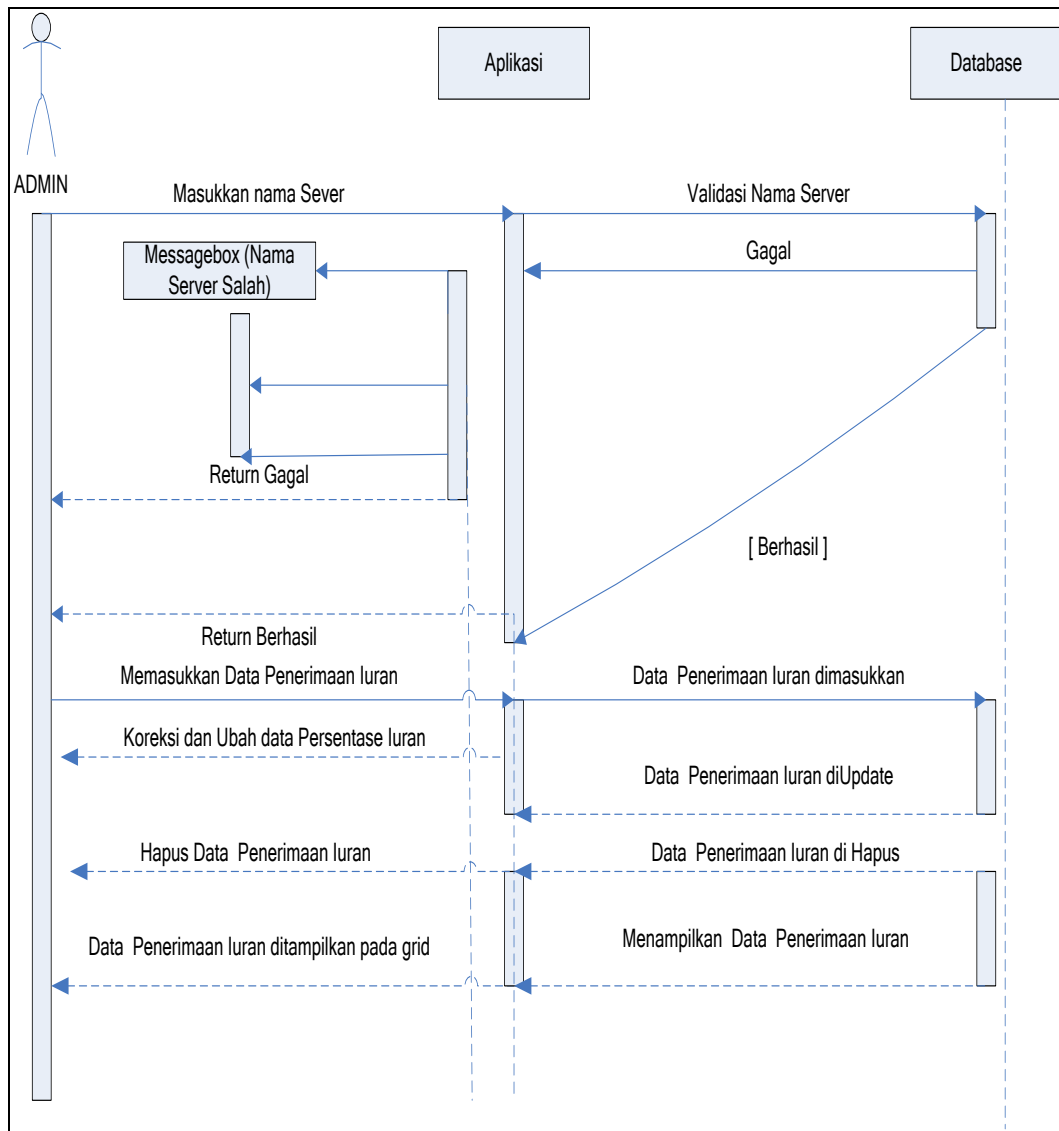 Aplikasi
Database
ADMIN
Masukkan nama Sever
Validasi Nama Server
Messagebox (Nama
Server Salah)
Gagal
Return Gagal
[ Berhasil ]
Return Berhasil
Memasukkan Data Penerimaan Iuran
Data Penerimaan Iuran dimasukkan
Koreksi dan Ubah data Persentase Iuran
Data Penerimaan Iuran diUpdate
Hapus Data Penerimaan Iuran
Data Penerimaan Iuran di Hapus
Data Penerimaan Iuran ditampilkan pada grid
Menampilkan Data Penerimaan Iuran